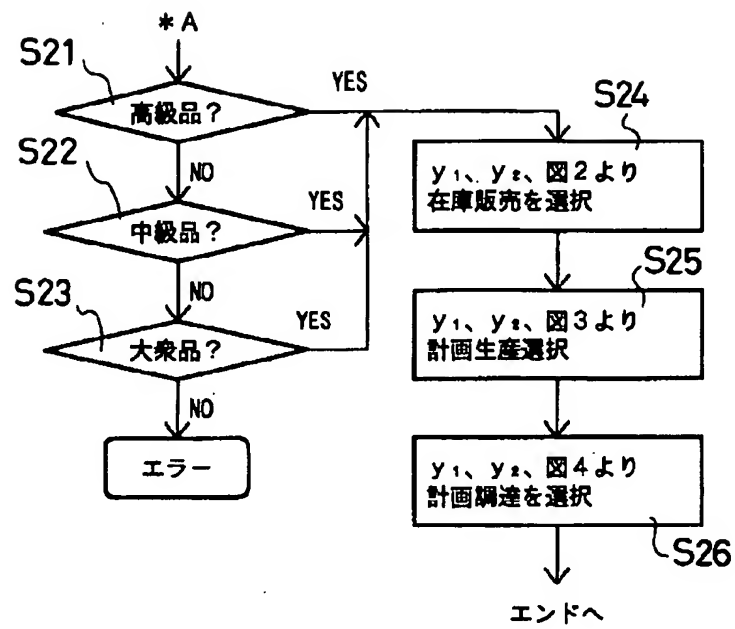 *A
S21
高級品?
YES
NO
S22
中級品?
YES
NO
S23
大衆品?
YES
NO
エラー
S24
y₁、y₂、図2より
在庫販売を選択
S25
y₁、y₂、図3より
計画生産選択
y₁、y₂、図4より
計画調達を選択
S26
エンドへ